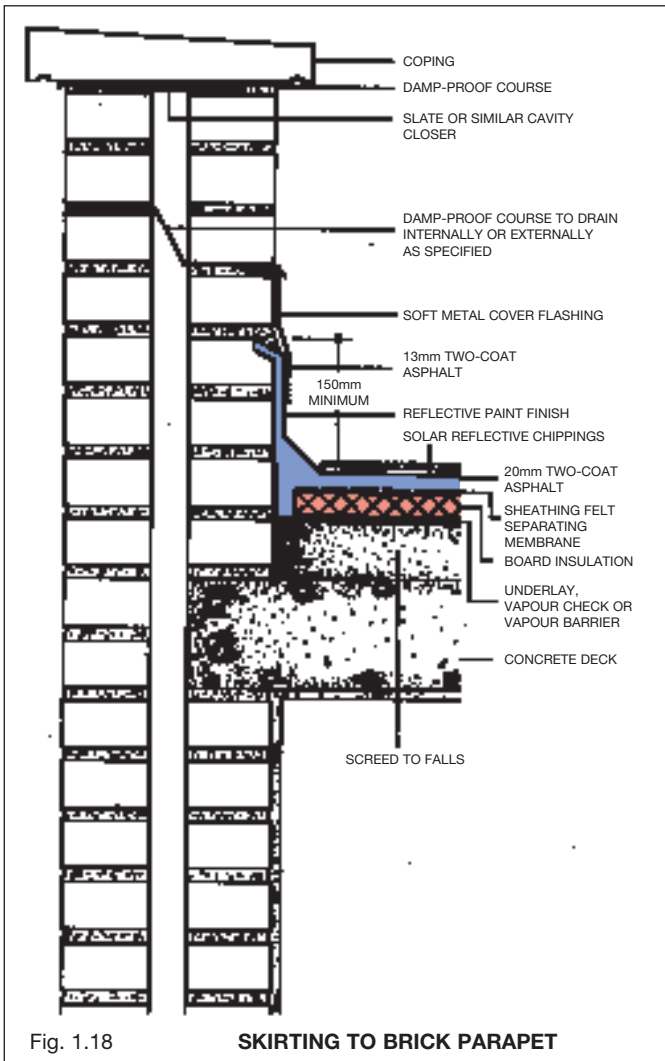 COPING
DAMP-PROOF COURSE
SLATE OR SIMILAR CAVITY
CLOSER
DAMP-PROOF COURSE TO DRAIN
INTERNALLY OR EXTERNALLY
AS SPECIFIED
SOFT METAL COVER FLASHING
13mm TWO-COAT
ASPHALT
150mm
MINIMUM
REFLECTIVE PAINT FINISH
SOLAR REFLECTIVE CHIPPINGS
20mm TWO-COAT
ASPHALT
SHEATHING FELT
SEPARATING
MEMBRANE
BOARD INSULATION
UNDERLAY,
VAPOUR CHECK OR
VAPOUR BARRIER
CONCRETE DECK
SCREED TO FALLS
Fig. 1.18 SKIRTING TO BRICK PARAPET